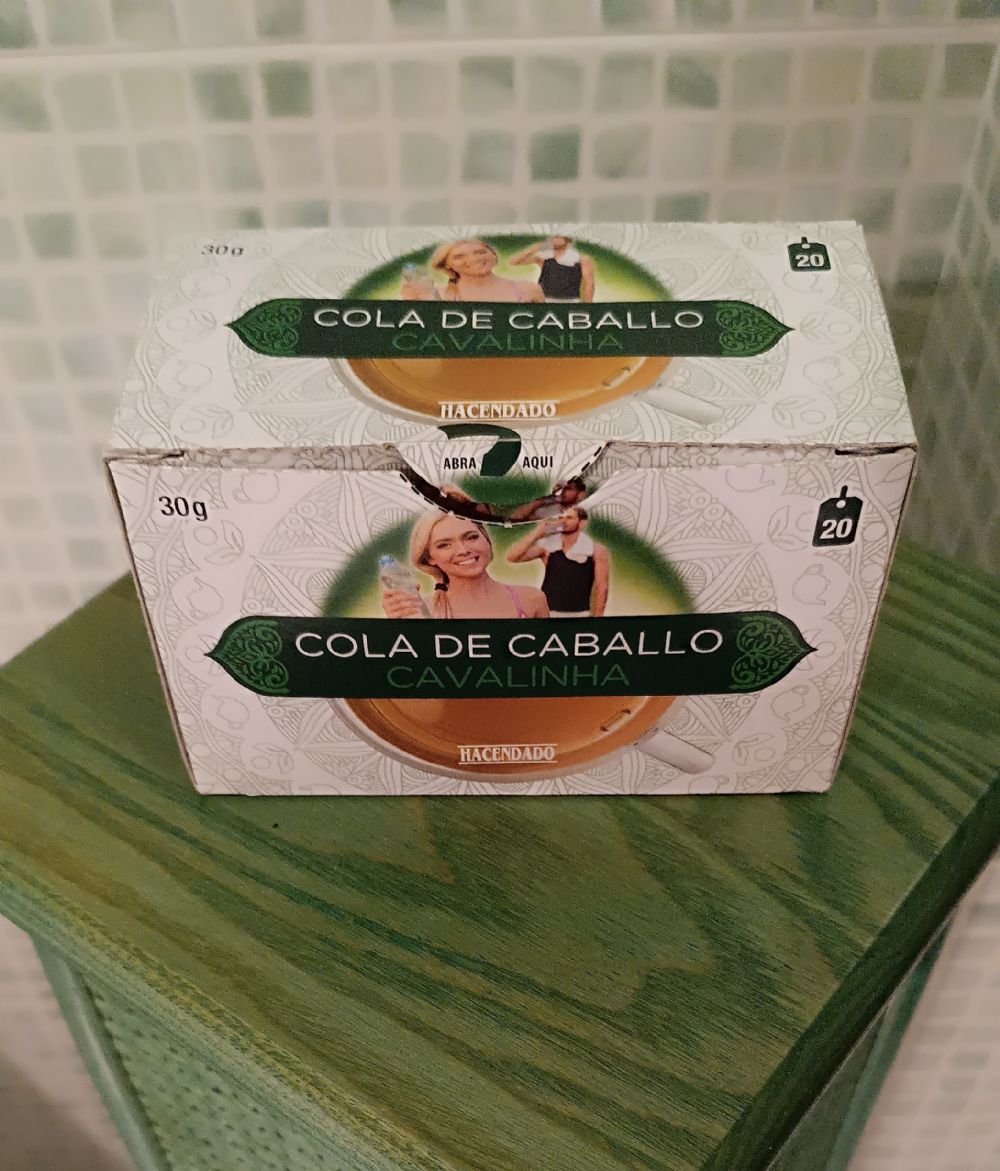 30g
20
COLA DE CABALLO
CAVALINHA
HACENDADO
ABRA AQUI
30g
20
COLA DE CABALLO
CAVALINHA
HACENDADO